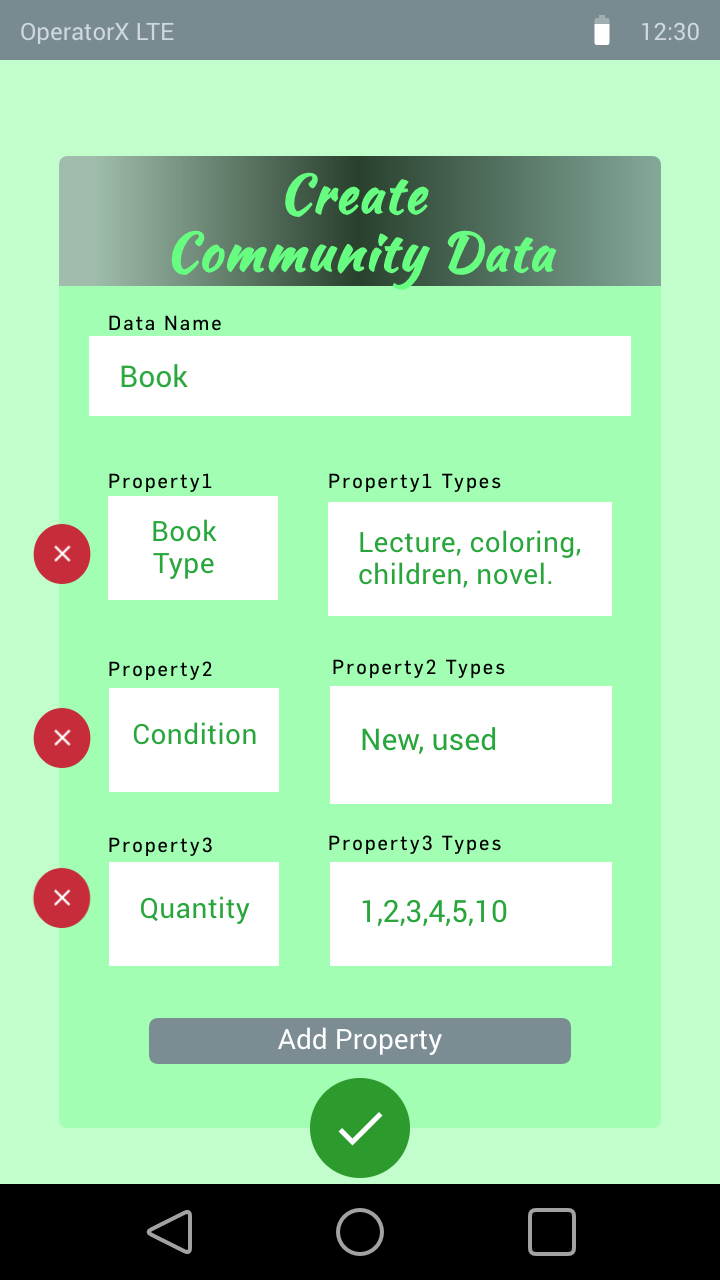 OperatorX LTE
12:30
Create
Community Data
Data Name
Book
Property1
Property1 Types
Book
Type
Lecture, coloring,
children, novel.
Property2
Property2 Types
Condition
New, used
Property3
Property3 Types
Quantity
1,2,3,4,5,10
Add Property